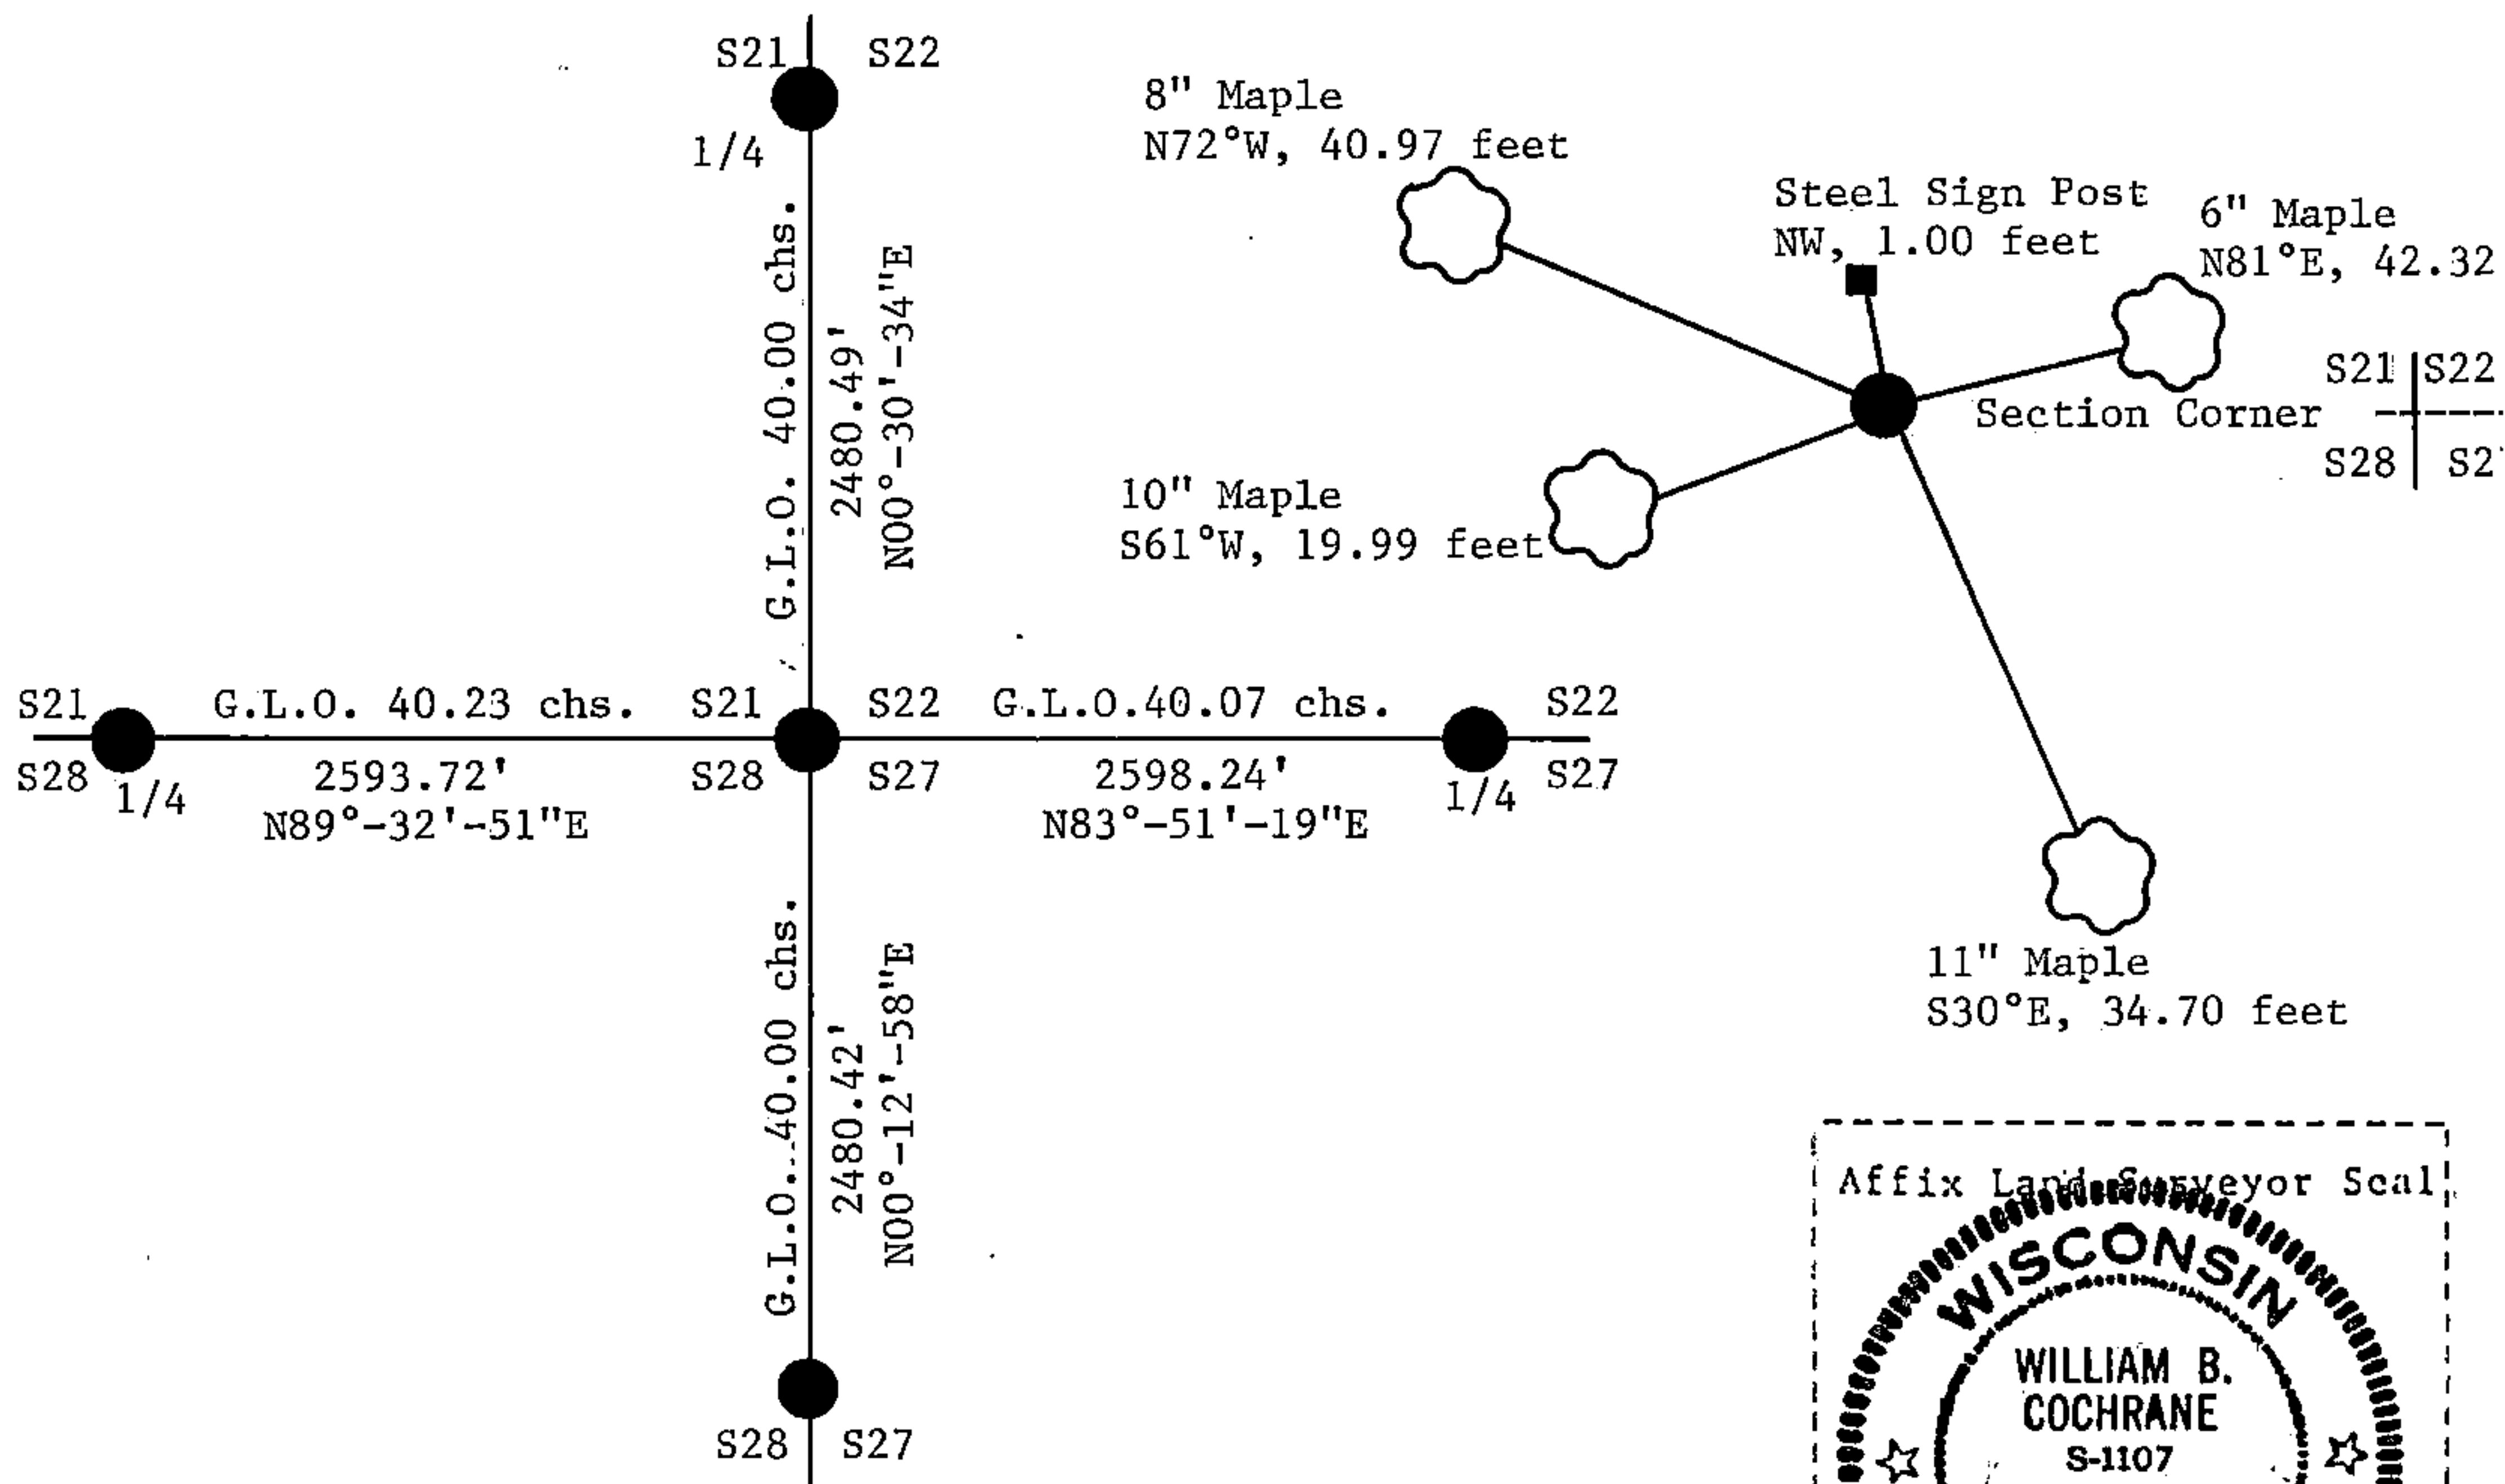 S21 S22
1/4
G.L.O. 40.00 chs.
2480.49'
N00°-30'-34"E
8" Maple
N72°W, 40.97 feet
Steel Sign Post
NW, 1.00 feet
6" Maple
N81°E, 42.32
S21 S22
Section Corner
S28
10" Maple
S61°W, 19.99 feet
S21 G.L.O. 40.23 chs. S21 S22 G.L.O.40.07 chs. S22
S28 2593.72' S28 S27 2598.24' S27
1/4 1/4
N89°-32'-51"E N83°-51'-19"E
G.L.O. 40.00 chs.
2480.42'
N00°-12'-58"E
11" Maple
S30°E, 34.70 feet
S28 S27
Affix Land Surveyor Seal
WISCONSIN
WILLIAM B.
COCHRANE
S-1107